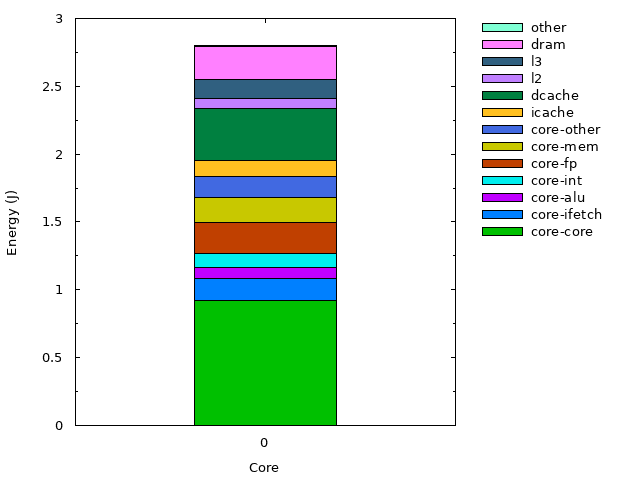 3
2.5
2
1.5
1
0.5
0
Energy (J)
0
Core
other
dram
l3
l2
dcache
icache
core-other
core-mem
core-fp
core-int
core-alu
core-ifetch
core-core